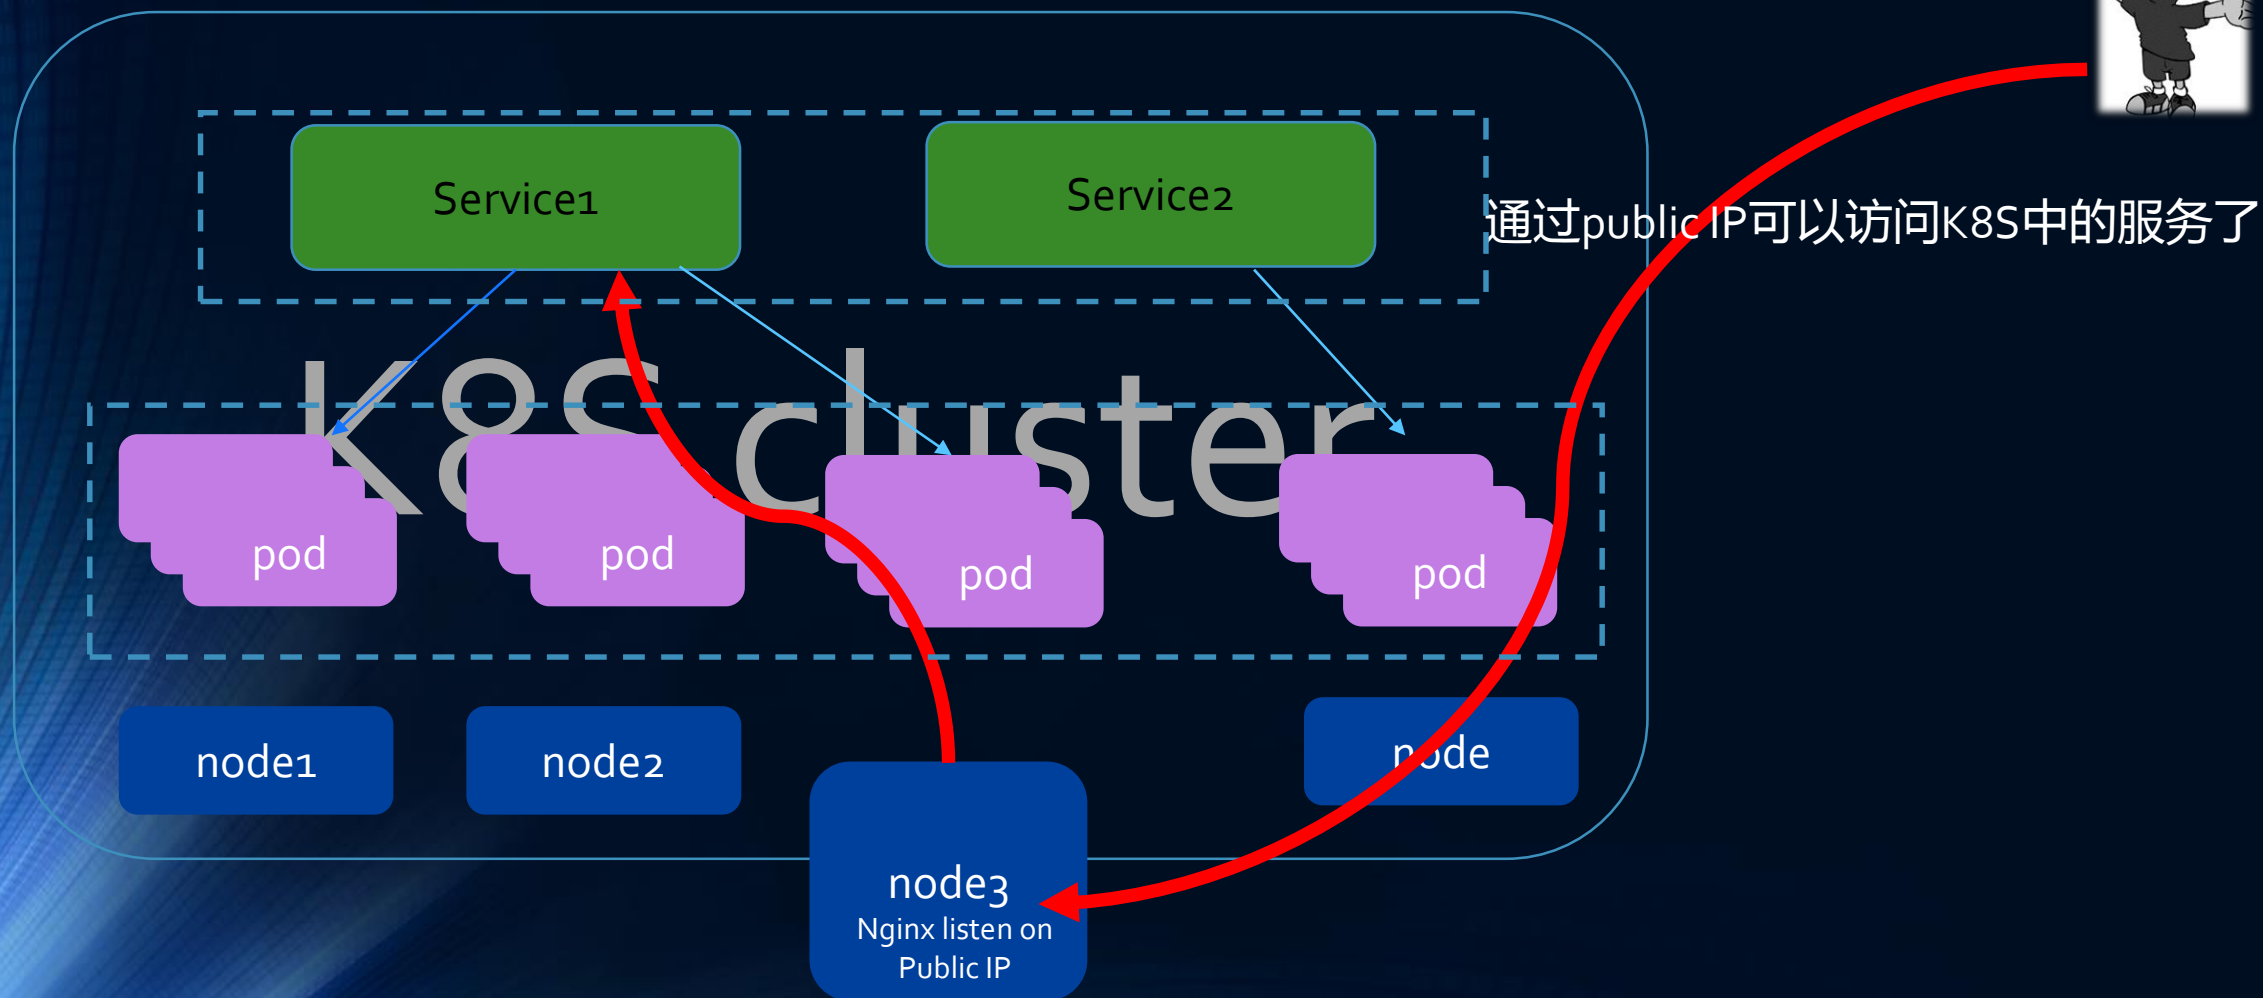 Service1
Service2
通过public IP可以访问K8S中的服务了
K8S cluster
pod
pod
pod
pod
node1
node2
node
node3
Nginx listen on
Public IP